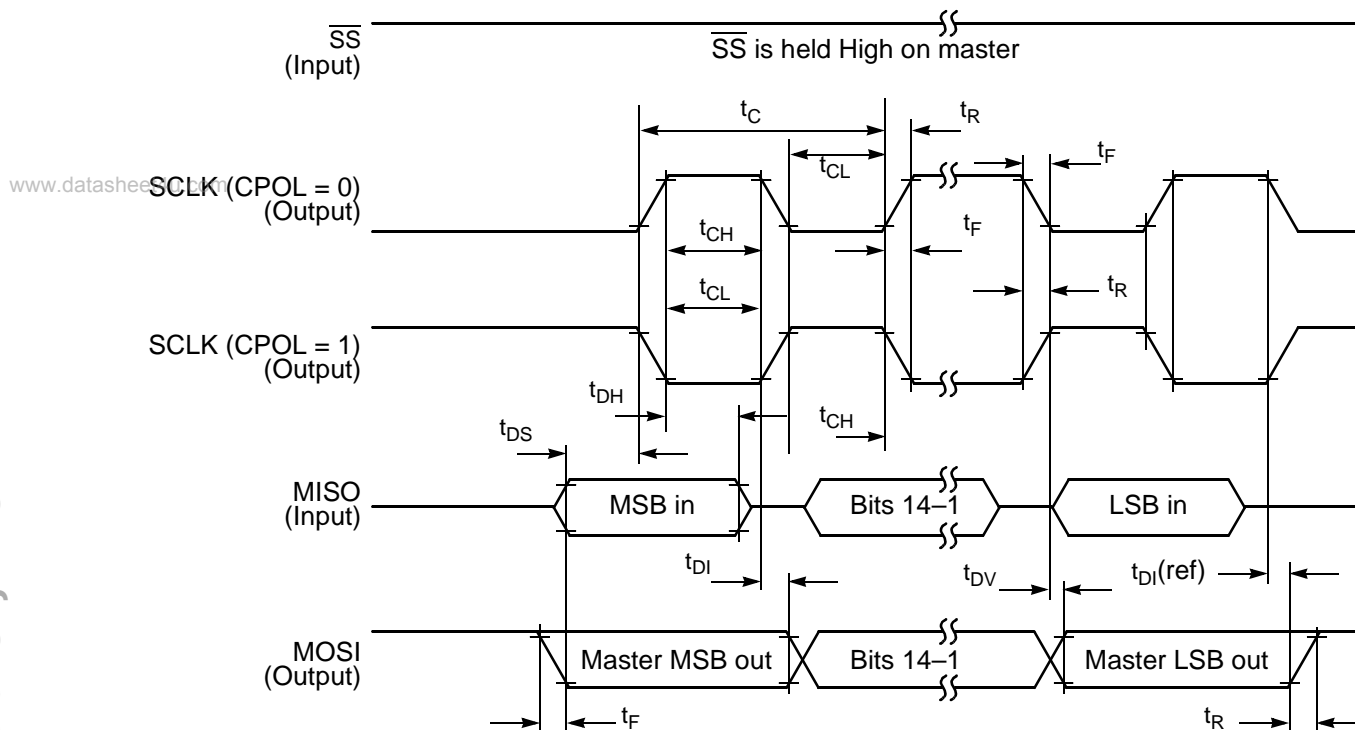 SS
(Input)
SS is held High on master
tC
tR
tCL
tF
www.datashee
SCLK (CPOL = 0)
(Output)
tCH
tF
tCL
tR
SCLK (CPOL = 1)
(Output)
tDH
tCH
tDS
MISO
(Input)
MSB in
Bits 14–1
LSB in
tDI
tDV
tDI(ref)
MOSI
(Output)
Master MSB out
Bits 14–1
Master LSB out
tF
tR